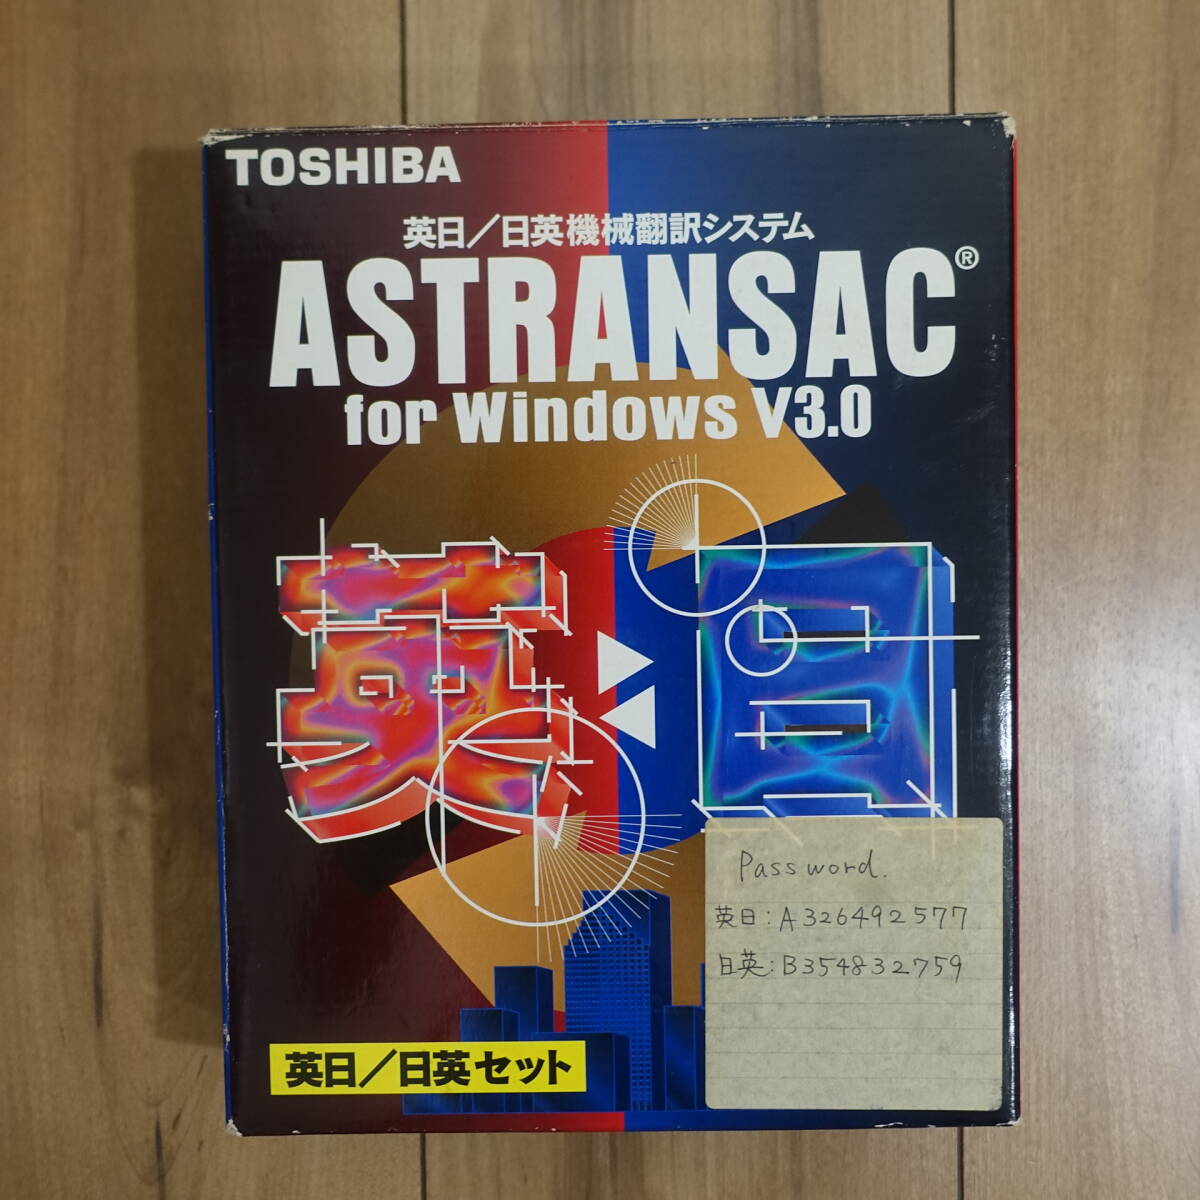 TOSHIBA
英日／日英機械翻訳システム
ASTRANSAC®
for Windows V3.0
英 日
Password.
英日：A326492577
日英：B354832759
英日／日英セット